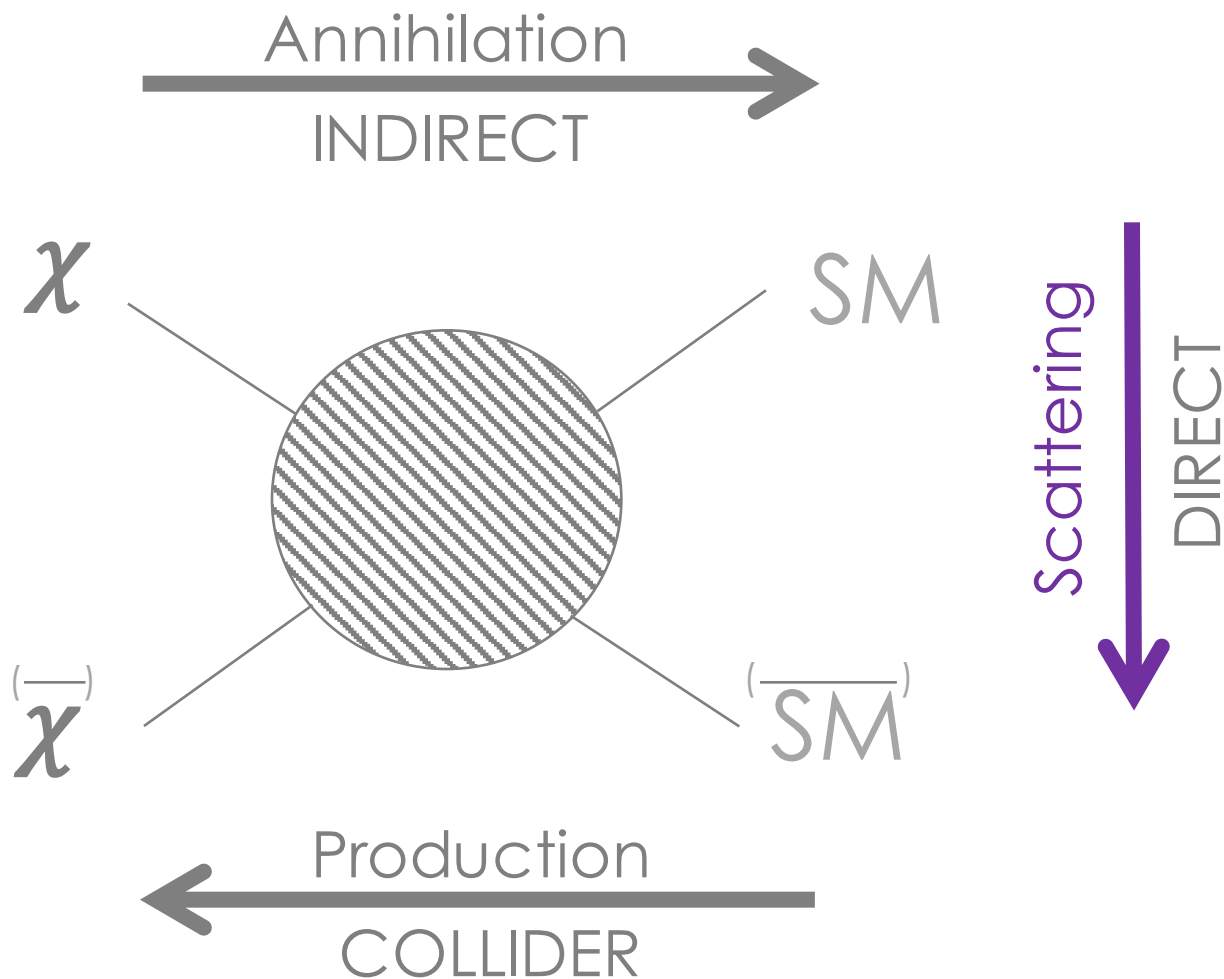 Annihilation
INDIRECT
χ
SM
Scattering
DIRECT
(‾)
χ
(‾)
SM
Production
COLLIDER